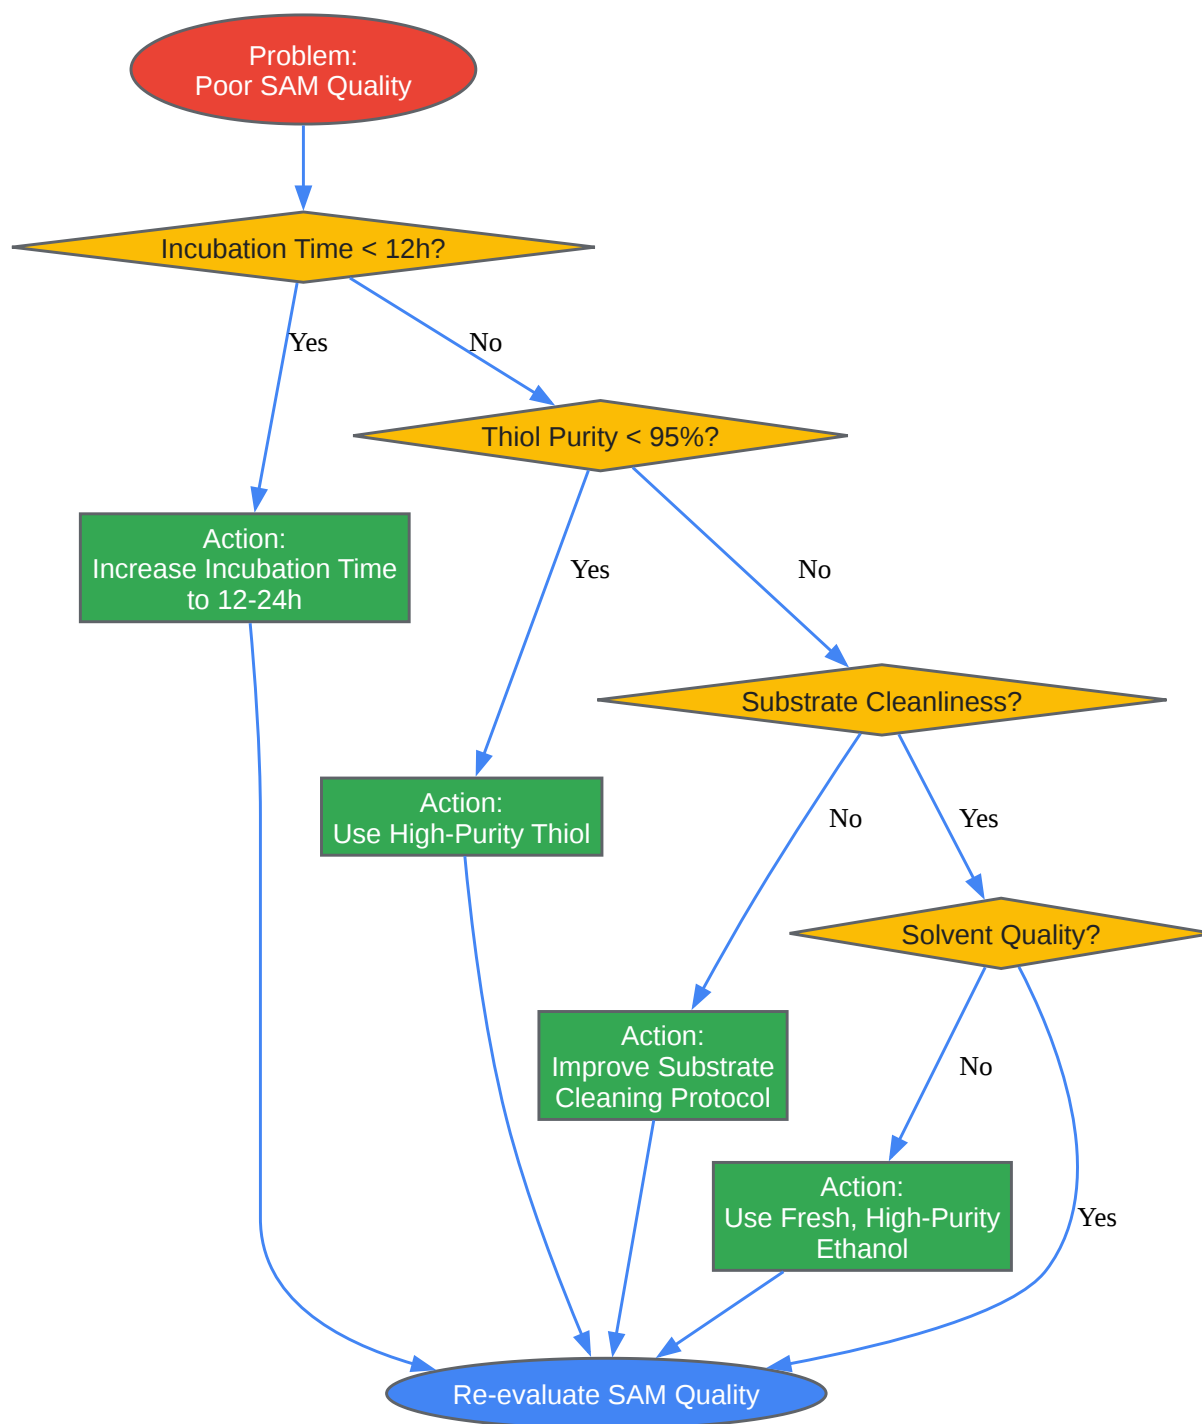 Problem:
Poor SAM Quality
Incubation Time < 12h?
Yes
No
Thiol Purity < 95%?
Action:
Increase Incubation Time
to 12-24h
Yes
No
Substrate Cleanliness?
Action:
Use High-Purity Thiol
No
Yes
Solvent Quality?
Action:
Improve Substrate
Cleaning Protocol
No
Action:
Use Fresh, High-Purity
Ethanol
Yes
Re-evaluate SAM Quality